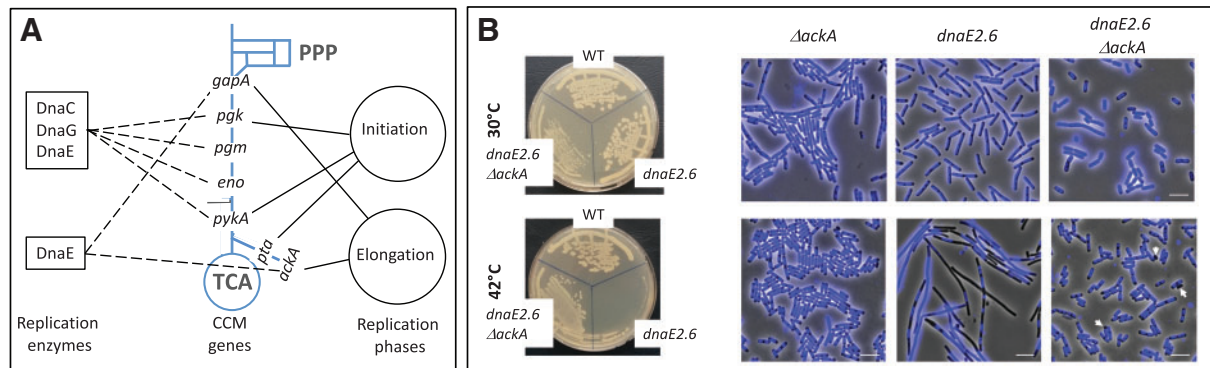 A
PPP
gapA
pgk
pgm
eno
pykA
pta
ackA
TCA
DnaC
DnaG
DnaE
DnaE
Initiation
Elongation
Replication
enzymes
CCM
genes
Replication
phases
B
WT
30°C
dnaE2.6
ΔackA
dnaE2.6
WT
42°C
dnaE2.6
ΔackA
dnaE2.6
ΔackA
dnaE2.6
dnaE2.6
ΔackA